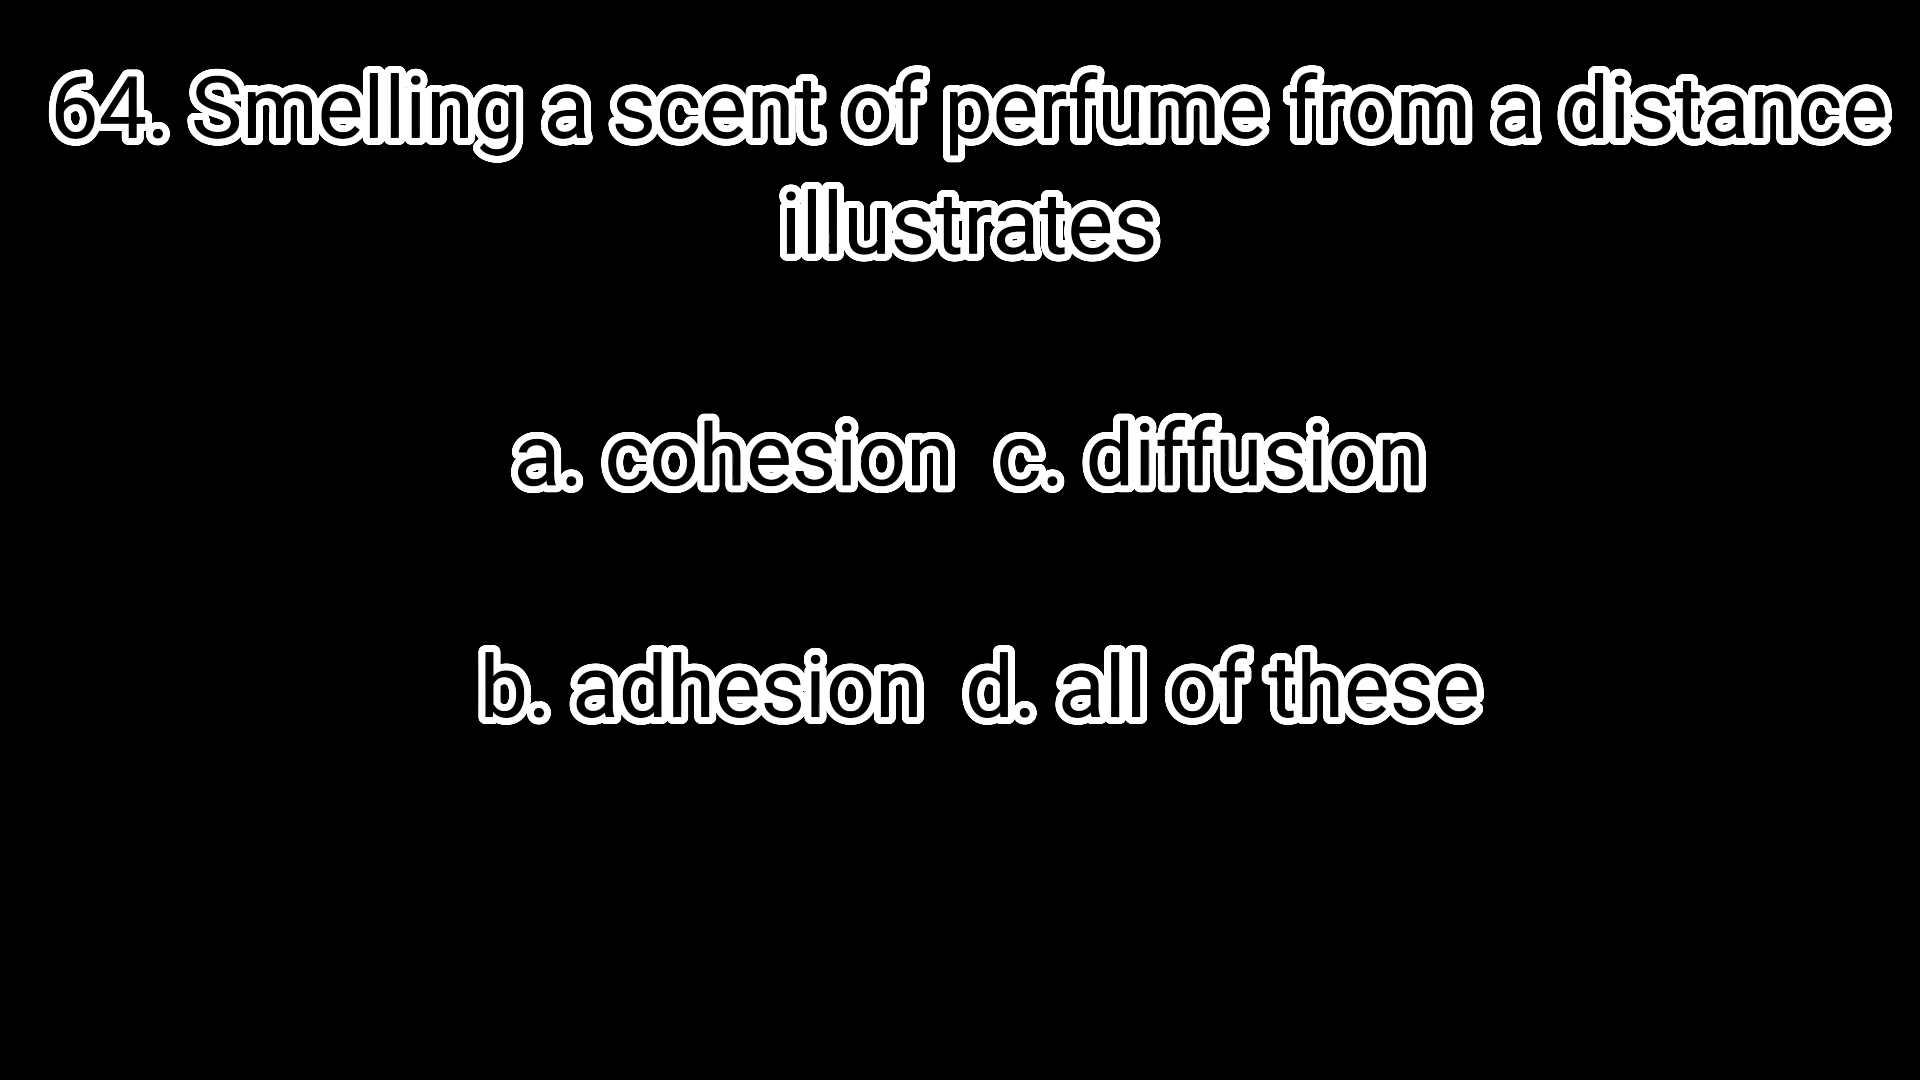 64. Smelling a scent of perfume from a distance
illustrates
a. cohesion  c. diffusion
b. adhesion  d. all of these